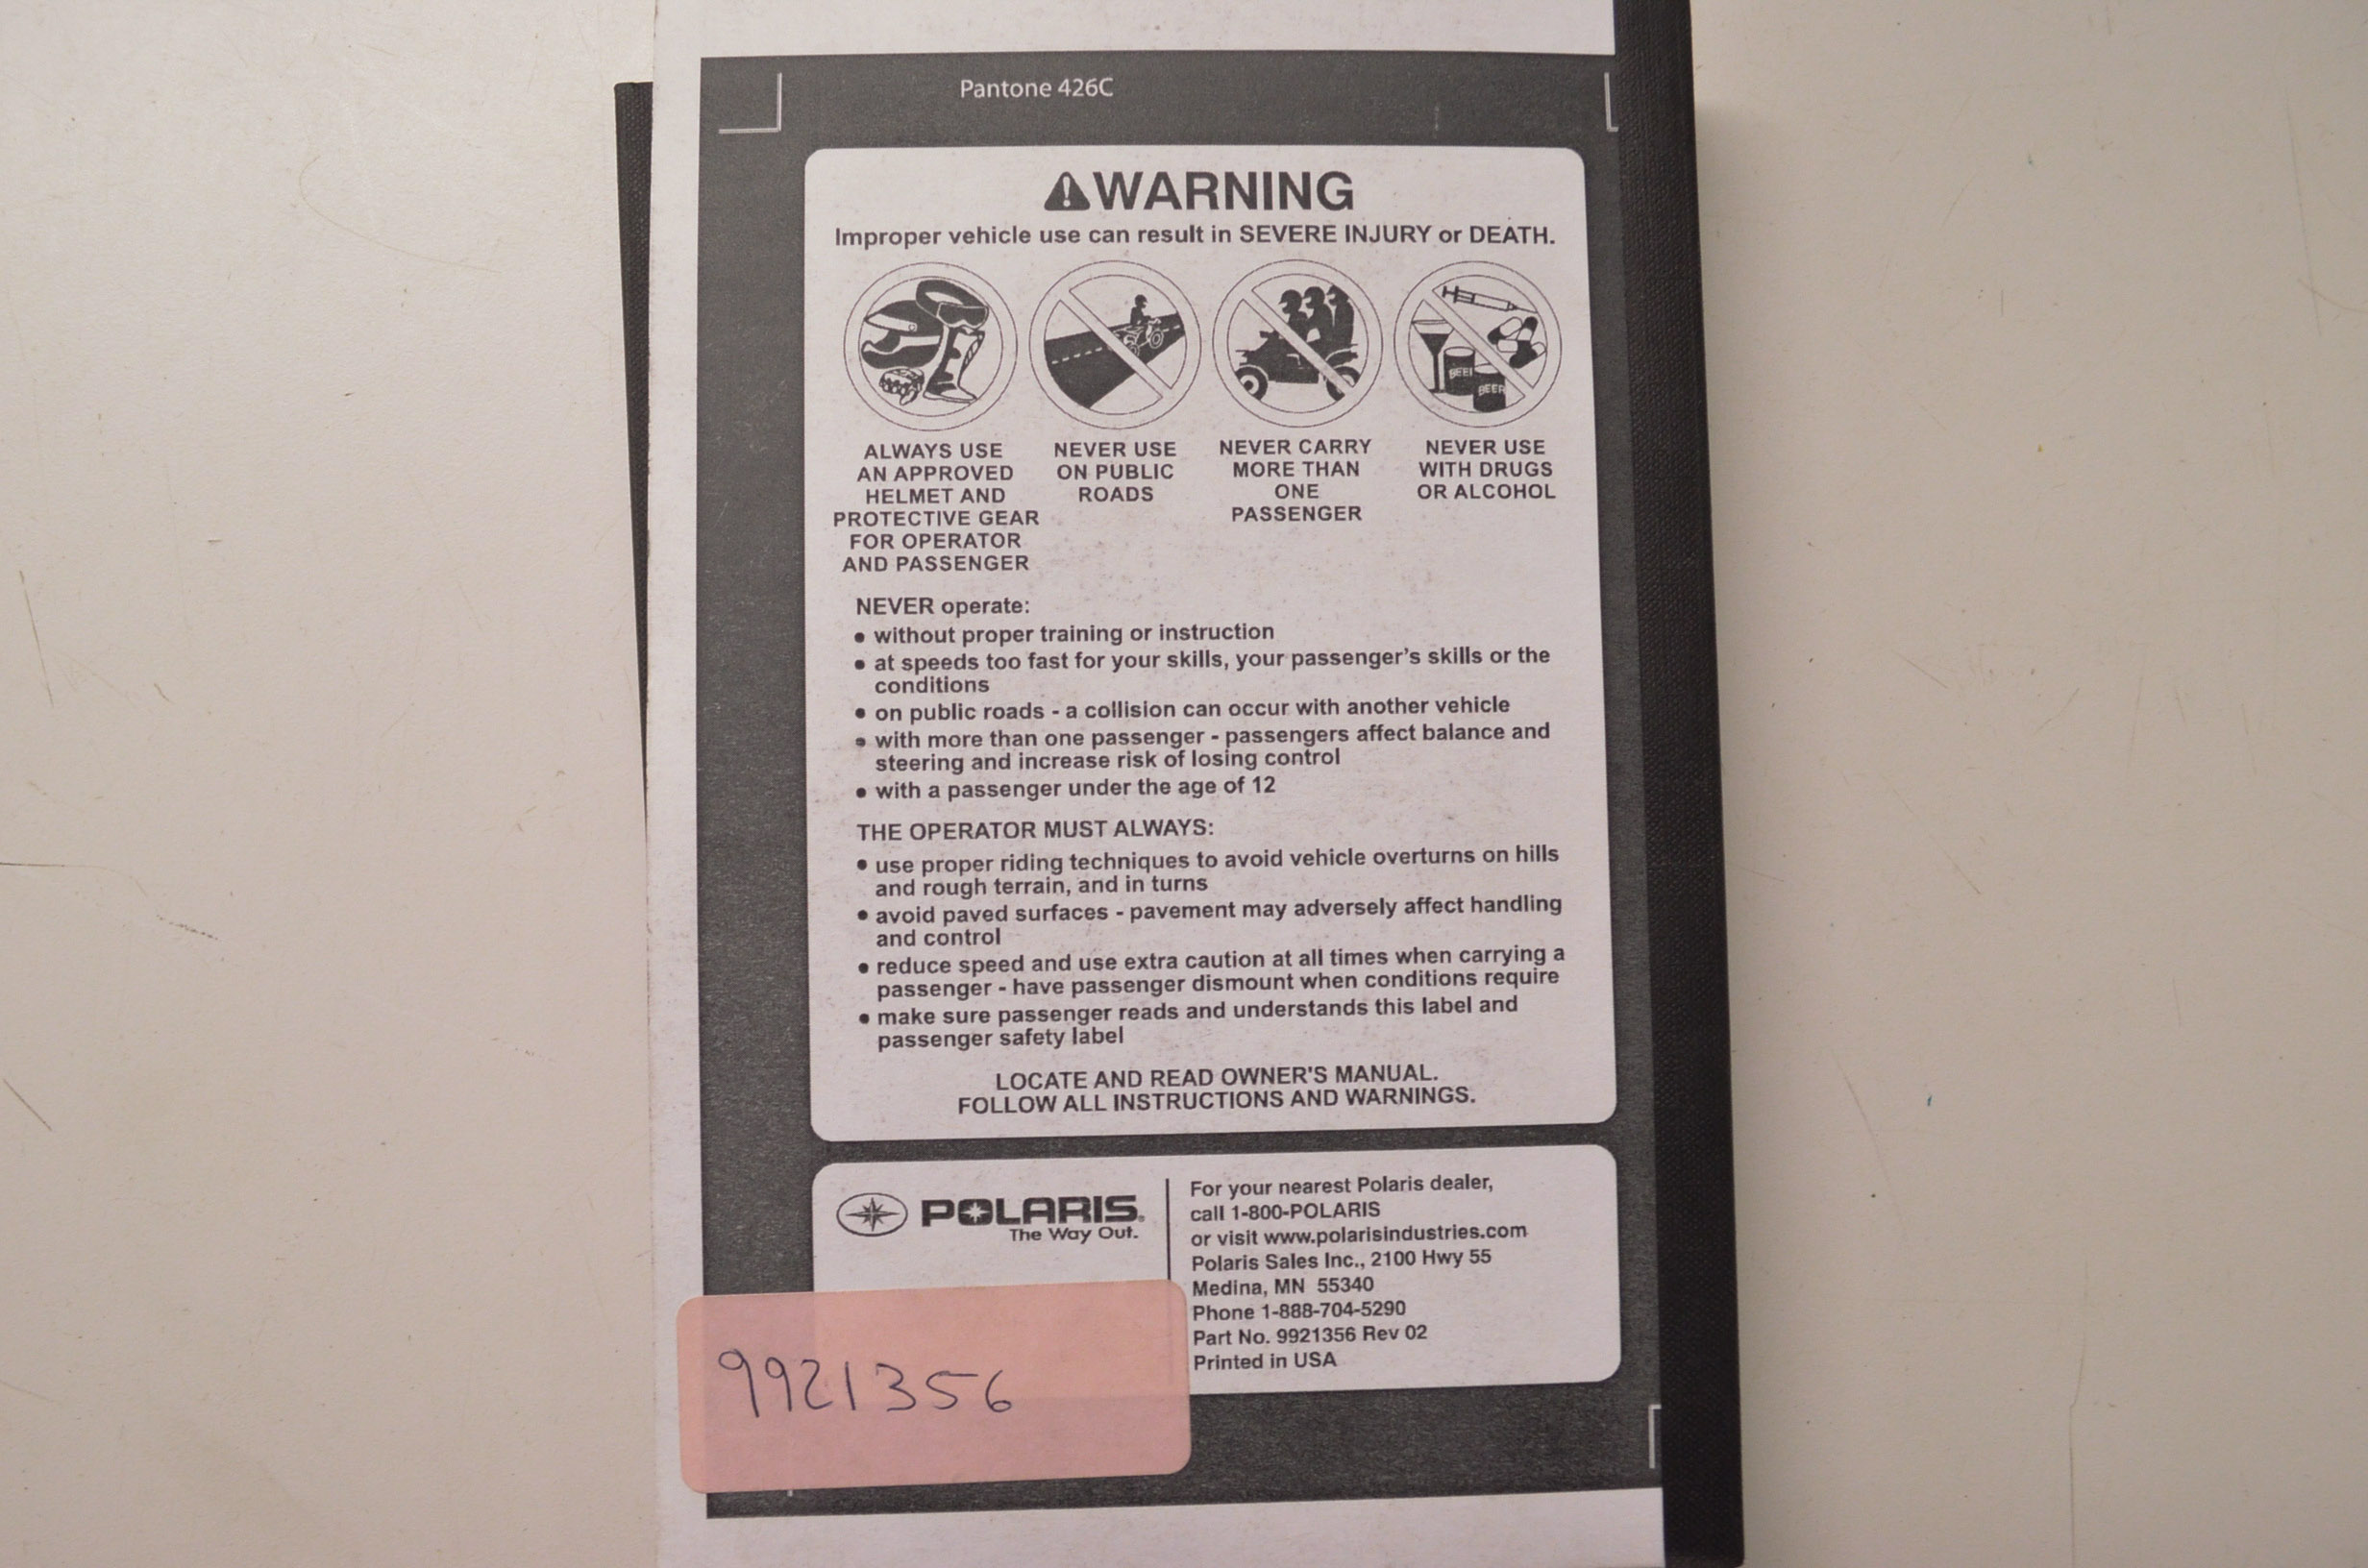 Pantone 426C
WARNING
Improper vehicle use can result in SEVERE INJURY or DEATH.
BEER
BEER
ALWAYS USE
AN APPROVED
HELMET AND
PROTECTIVE GEAR
FOR OPERATOR
AND PASSENGER
NEVER USE
ON PUBLIC
ROADS
NEVER CARRY
MORE THAN
ONE
PASSENGER
NEVER USE
WITH DRUGS
OR ALCOHOL
NEVER operate:
• without proper training or instruction
• at speeds too fast for your skills, your passenger's skills or the
conditions
• on public roads - a collision can occur with another vehicle
• with more than one passenger - passengers affect balance and
steering and increase risk of losing control
• with a passenger under the age of 12
THE OPERATOR MUST ALWAYS:
• use proper riding techniques to avoid vehicle overturns on hills
and rough terrain, and in turns
• avoid paved surfaces - pavement may adversely affect handling
and control
• reduce speed and use extra caution at all times when carrying a
passenger - have passenger dismount when conditions require
• make sure passenger reads and understands this label and
passenger safety label
LOCATE AND READ OWNER'S MANUAL.
FOLLOW ALL INSTRUCTIONS AND WARNINGS.
POLARIS®
The Way Out.
For your nearest Polaris dealer,
call 1-800-POLARIS
or visit www.polarisindustries.com
Polaris Sales Inc., 2100 Hwy 55
Medina, MN 55340
Phone 1-888-704-5290
Part No. 9921356 Rev 02
Printed in USA
9921356